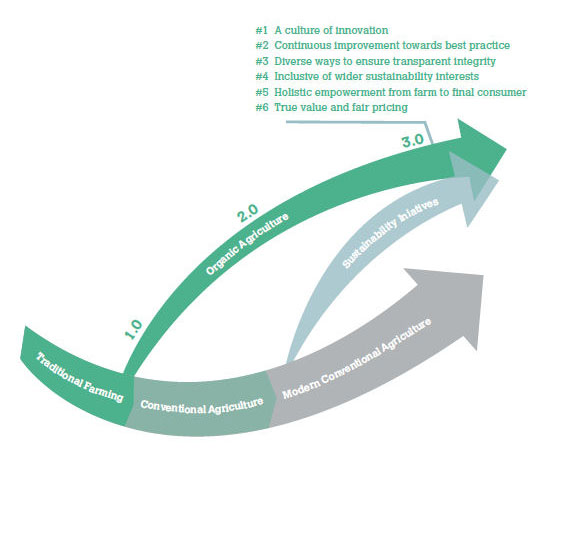 #1 A culture of innovation
#2 Continuous improvement towards best practice
#3 Diverse ways to ensure transparent integrity
#4 Inclusive of wider sustainability interests
#5 Holistic empowerment from farm to final consumer
#6 True value and fair pricing
3.0
2.0
Organic Agriculture
Sustainability Iniatives
1.0
Traditional Farming
Conventional Agriculture
Modern Conventional Agriculture